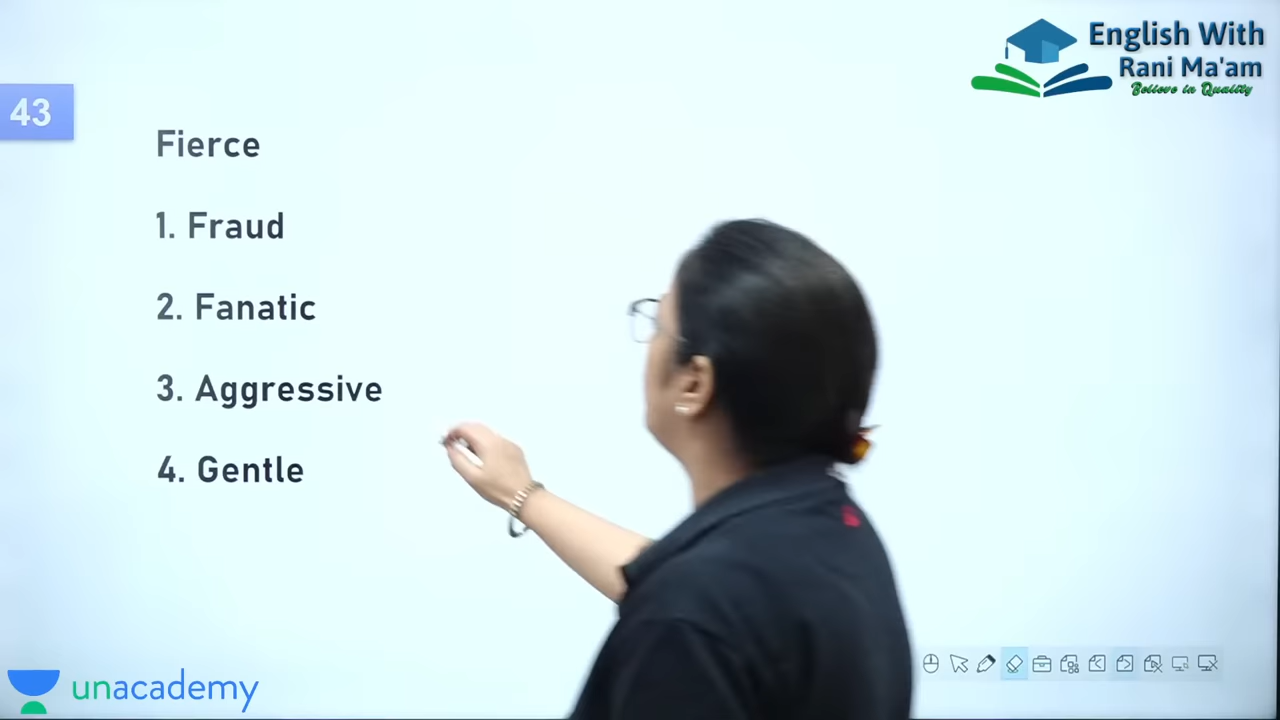 English With
Rani Ma'am
Believe in Quality
43
Fierce
1. Fraud
2. Fanatic
3. Aggressive
4. Gentle
unacademy